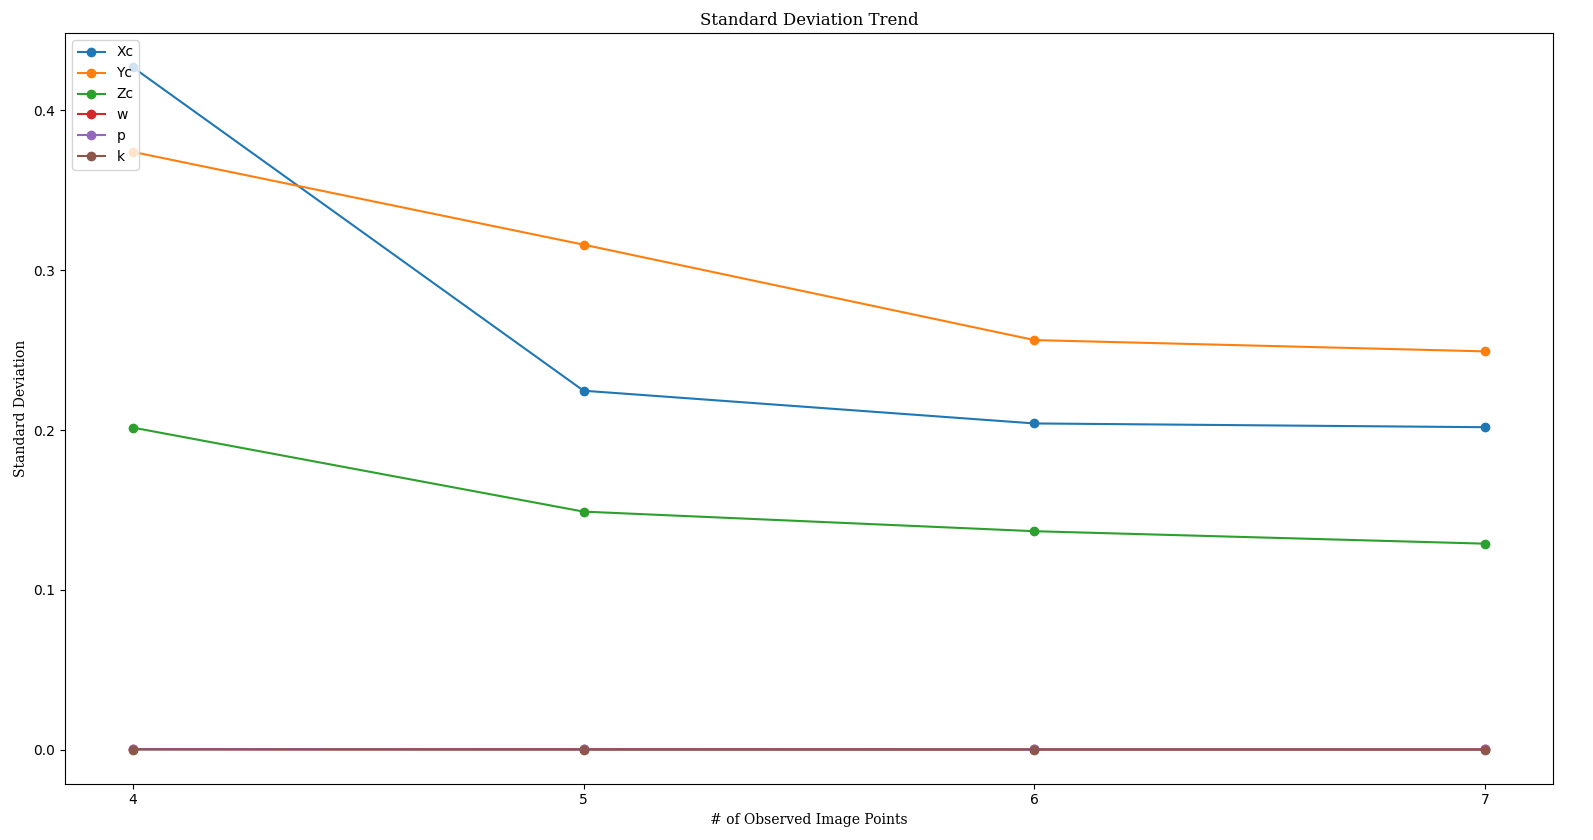 Standard Deviation Trend
Xc
Yc
Zc
w
p
k
0.4
0.3
0.2
0.1
0.0
Standard Deviation
4 5 6 7
# of Observed Image Points